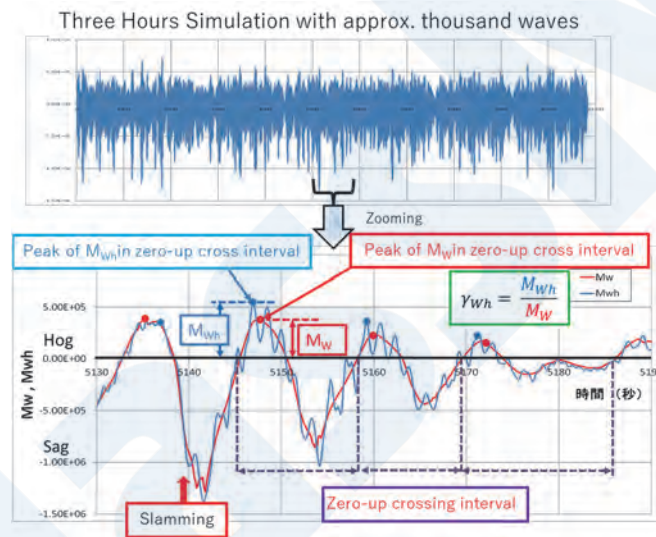 Three Hours Simulation with approx. thousand waves
Zooming
Peak of MWh in zero-up cross interval
Peak of MW in zero-up cross interval
γWh = MWh / MW
Mw
Mwh
5.00E+05
Hog
MWh
MW
0.00E+00
5130
5140
5150
5160
5170
5180
時間 (秒)
Mw , Mwh
-5.00E+05
Sag
-1.00E+06
Zero-up crossing interval
Slamming
-1.50E+06